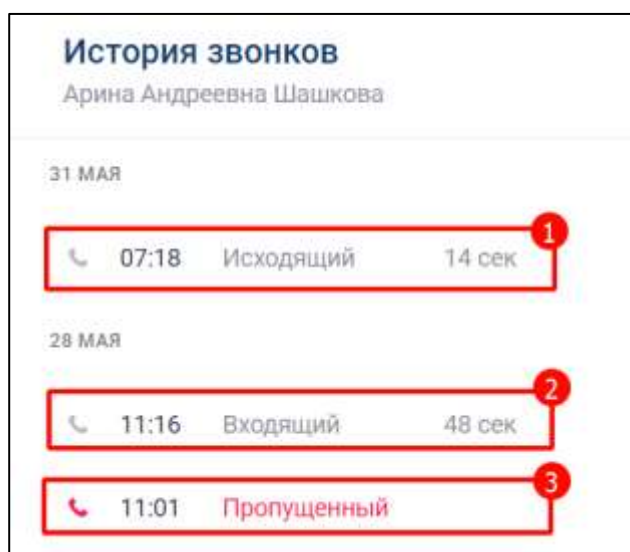 История звонков
Арина Андреевна Шашкова
31 МАЯ
1
07:18 Исходящий 14 сек
28 МАЯ
2
11:16 Входящий 48 сек
3
11:01 Пропущенный